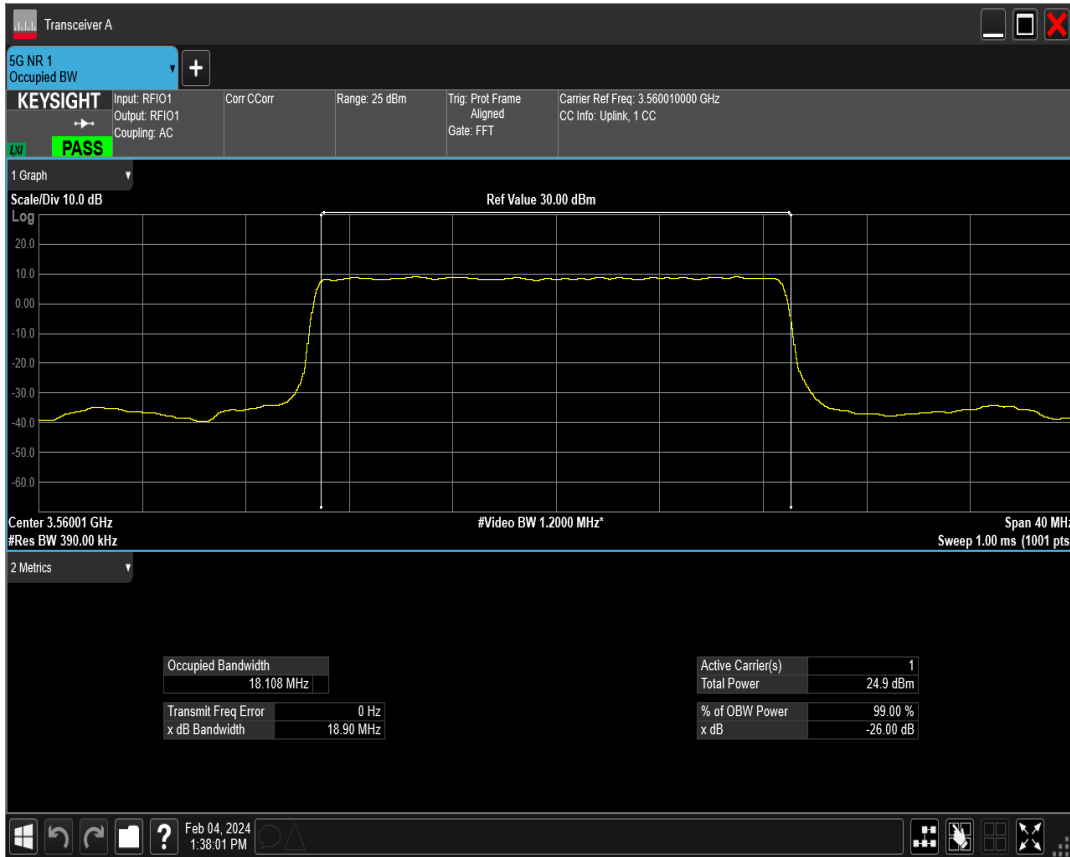 Transceiver A
5G NR 1
Occupied BW
+
KEYSIGHT
LXI
PASS
Input: RFIO1
Output: RFIO1
Coupling: AC
Corr CCorr
Range: 25 dBm
Trig: Prot Frame
Aligned
Gate: FFT
Carrier Ref Freq: 3.560010000 GHz
CC Info: Uplink, 1 CC
1 Graph
Scale/Div 10.0 dB
Ref Value 30.00 dBm
Log
20.0
10.0
0.00
-10.0
-20.0
-30.0
-40.0
-50.0
-60.0
Center 3.56001 GHz
#Video BW 1.2000 MHz*
Span 40 MHz
#Res BW 390.00 kHz
Sweep 1.00 ms (1001 pts
2 Metrics
Occupied Bandwidth
18.108 MHz
Transmit Freq Error 0 Hz
x dB Bandwidth 18.90 MHz
Active Carrier(s) 1
Total Power 24.9 dBm
% of OBW Power 99.00 %
x dB -26.00 dB
?
Feb 04, 2024
1:38:01 PM